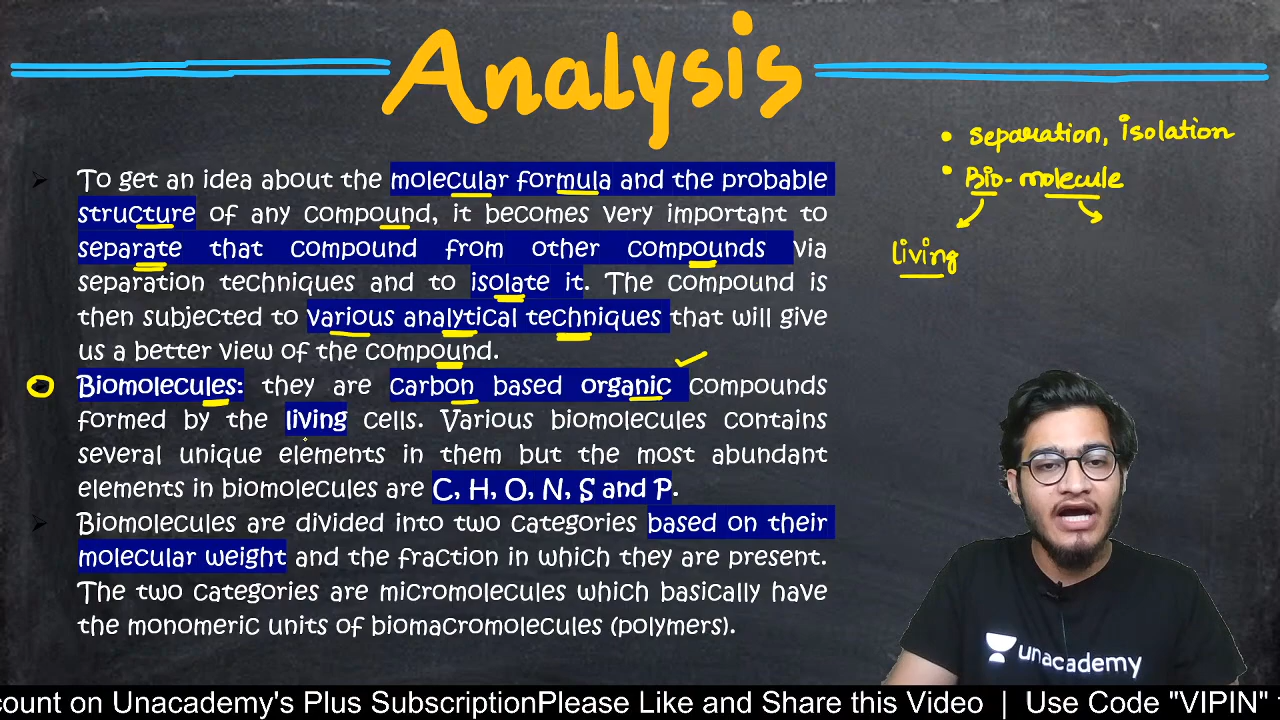 Analysis
• separation, isolation
• Bio-molecule
living
To get an idea about the molecular formula and the probable
structure of any compound, it becomes very important to
separate that compound from other compounds via
separation techniques and to isolate it. The compound is
then subjected to various analytical techniques that will give
us a better view of the compound.
Biomolecules: they are carbon based organic compounds
formed by the living cells. Various biomolecules contains
several unique elements in them but the most abundant
elements in biomolecules are C, H, O, N, S and P.
Biomolecules are divided into two categories based on their
molecular weight and the fraction in which they are present.
The two categories are micromolecules which basically have
the monomeric units of biomacromolecules (polymers).
unacademy
count on Unacademy's Plus SubscriptionPlease Like and Share this Video | Use Code "VIPIN"